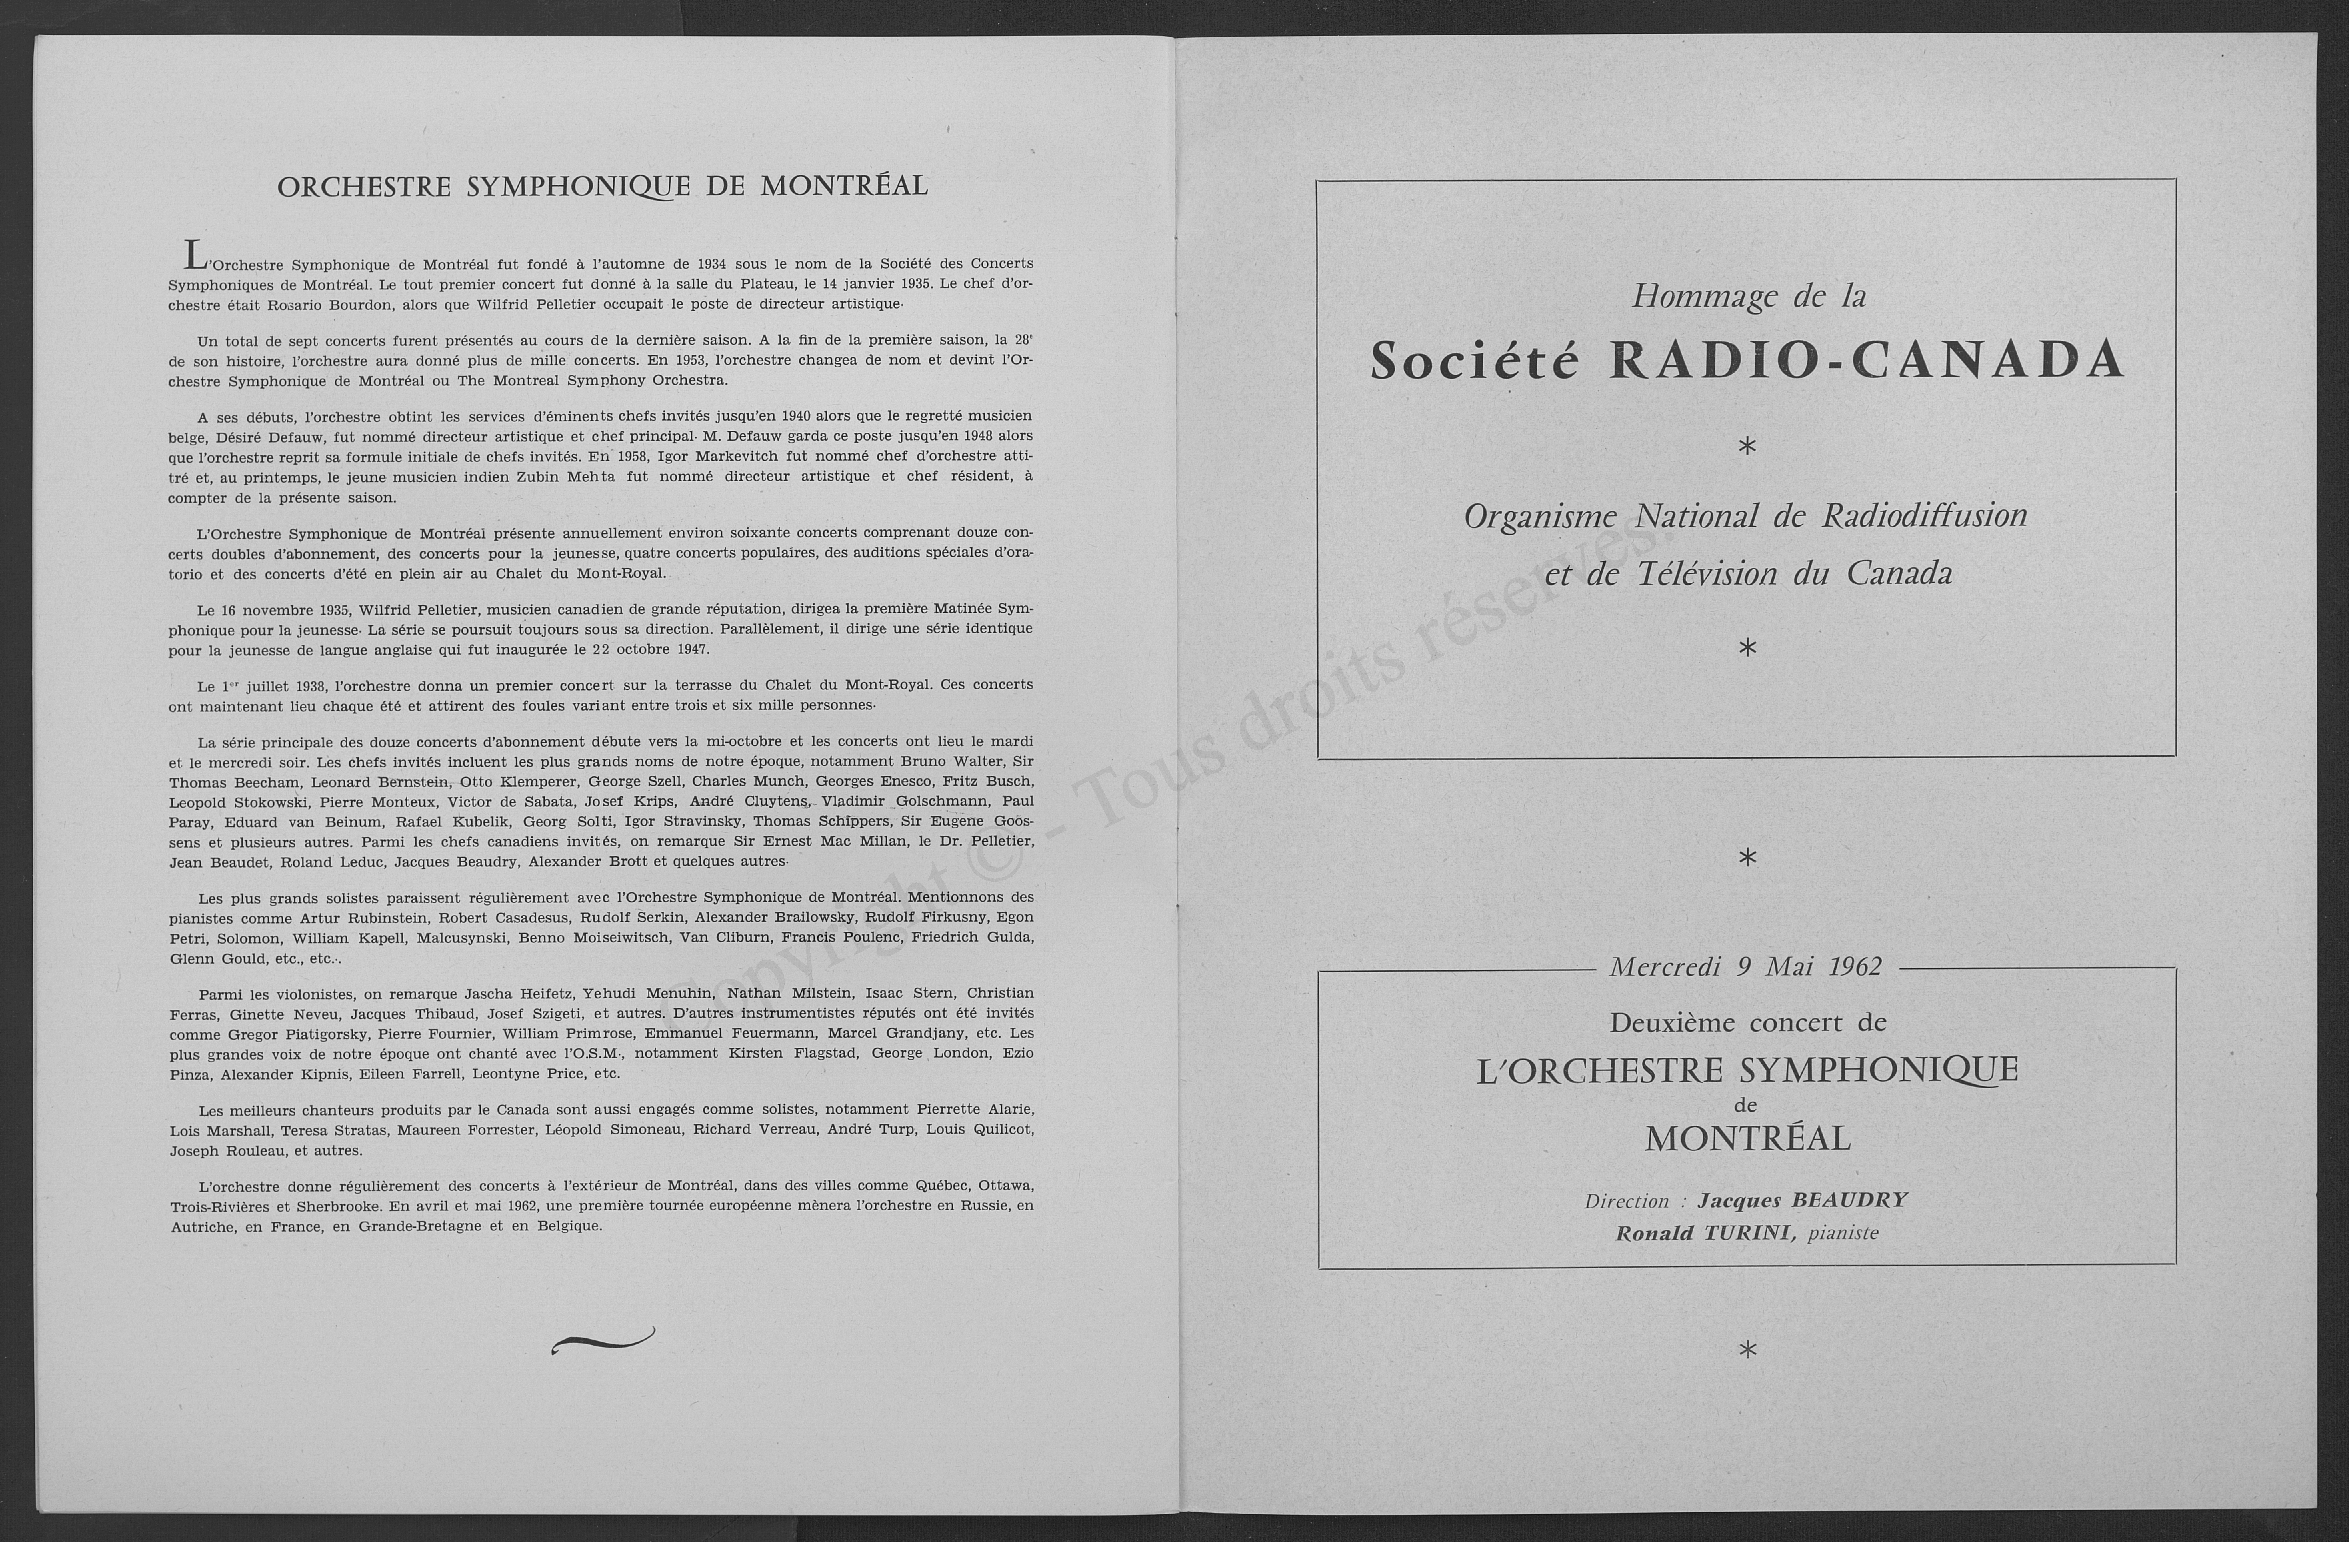 ORCHESTRE SYMPHONIQUE DE MONTRÉAL
L'Orchestre Symphonique de Montréal fut fondé à l'automne de 1934 sous le nom de la Société des Concerts
Symphoniques de Montréal. Le tout premier concert fut donné à la salle du Plateau, le 14 janvier 1935. Le chef d'or-
chestre était Rosario Bourdon, alors que Wilfrid Pelletier occupait le poste de directeur artistique.
Un total de sept concerts furent présentés au cours de la dernière saison. A la fin de la première saison, la 28e
de son histoire, l'orchestre aura donné plus de mille concerts. En 1953, l'orchestre changea de nom et devint l'Or-
chestre Symphonique de Montréal ou The Montreal Symphony Orchestra.
A ses débuts, l'orchestre obtint les services d'éminents chefs invités jusqu'en 1940 alors que le regretté musicien
belge, Désiré Defauw, fut nommé directeur artistique et chef principal. M. Defauw garda ce poste jusqu'en 1948 alors
que l'orchestre reprit sa formule initiale de chefs invités. En 1958, Igor Markevitch fut nommé chef d'orchestre atti-
tré et, au printemps, le jeune musicien indien Zubin Mehta fut nommé directeur artistique et chef résident, à
compter de la présente saison.
L'Orchestre Symphonique de Montréal présente annuellement environ soixante concerts comprenant douze con-
certs doubles d'abonnement, des concerts pour la jeunesse, quatre concerts populaires, des auditions spéciales d'ora-
torio et des concerts d'été en plein air au Chalet du Mont-Royal.
Le 16 novembre 1935, Wilfrid Pelletier, musicien canadien de grande réputation, dirigea la première Matinée Sym-
phonique pour la jeunesse. La série se poursuit toujours sous sa direction. Parallèlement, il dirige une série identique
pour la jeunesse de langue anglaise qui fut inaugurée le 22 octobre 1947.
Le 1er juillet 1938, l'orchestre donna un premier concert sur la terrasse du Chalet du Mont-Royal. Ces concerts
ont maintenant lieu chaque été et attirent des foules variant entre trois et six mille personnes.
La série principale des douze concerts d'abonnement débute vers la mi-octobre et les concerts ont lieu le mardi
et le mercredi soir. Les chefs invités incluent les plus grands noms de notre époque, notamment Bruno Walter, Sir
Thomas Beecham, Leonard Bernstein, Otto Klemperer, George Szell, Charles Munch, Georges Enesco, Fritz Busch,
Leopold Stokowski, Pierre Monteux, Victor de Sabata, Josef Krips, André Cluytens, Vladimir Golschmann, Paul
Paray, Eduard van Beinum, Rafael Kubelik, Georg Solti, Igor Stravinsky, Thomas Schippers, Sir Eugene Goos-
sens et plusieurs autres. Parmi les chefs canadiens invités, on remarque Sir Ernest Mac Millan, le Dr. Pelletier,
Jean Beaudet, Roland Leduc, Jacques Beaudry, Alexander Brott et quelques autres.
Les plus grands solistes paraissent régulièrement avec l'Orchestre Symphonique de Montréal. Mentionnons des
pianistes comme Artur Rubinstein, Robert Casadesus, Rudolf Serkin, Alexander Brailowsky, Rudolf Firkusny, Egon
Petri, Solomon, William Kapell, Malcusynski, Benno Moiseiwitsch, Van Cliburn, Francis Poulenc, Friedrich Gulda,
Glenn Gould, etc., etc..
Parmi les violonistes, on remarque Jascha Heifetz, Yehudi Menuhin, Nathan Milstein, Isaac Stern, Christian
Ferras, Ginette Neveu, Jacques Thibaud, Josef Szigeti, et autres. D'autres instrumentistes réputés ont été invités
comme Gregor Piatigorsky, Pierre Fournier, William Primrose, Emmanuel Feuermann, Marcel Grandjany, etc. Les
plus grandes voix de notre époque ont chanté avec l'O.S.M., notamment Kirsten Flagstad, George London, Ezio
Pinza, Alexander Kipnis, Eileen Farrell, Leontyne Price, etc.
Les meilleurs chanteurs produits par le Canada sont aussi engagés comme solistes, notamment Pierrette Alarie,
Lois Marshall, Teresa Stratas, Maureen Forrester, Léopold Simoneau, Richard Verreau, André Turp, Louis Quilicot,
Joseph Rouleau, et autres.
L'orchestre donne régulièrement des concerts à l'extérieur de Montréal, dans des villes comme Québec, Ottawa,
Trois-Rivières et Sherbrooke. En avril et mai 1962, une première tournée européenne mènera l'orchestre en Russie, en
Autriche, en France, en Grande-Bretagne et en Belgique.
Hommage de la
Société RADIO-CANADA
*
Organisme National de Radiodiffusion
et de Télévision du Canada
*
*
Mercredi 9 Mai 1962
Deuxième concert de
L'ORCHESTRE SYMPHONIQUE
de
MONTRÉAL
Direction : Jacques BEAUDRY
Ronald TURINI, pianiste
*
Copyright © - Tous droits réservés.